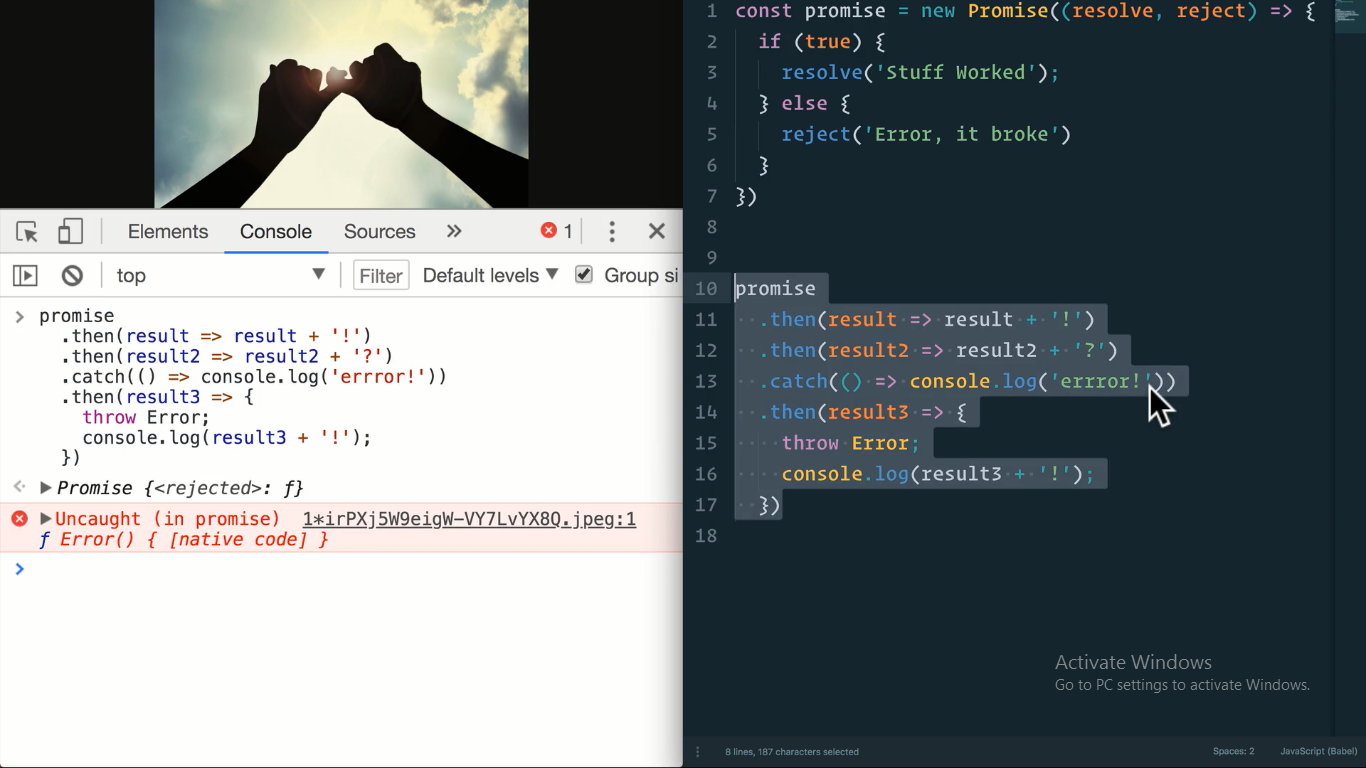 Elements Console Sources » 1
top Filter Default levels Group si
promise
.then(result => result + '!')
.then(result2 => result2 + '?')
.catch(() => console.log('errror!'))
.then(result3 => {
throw Error;
console.log(result3 + '!');
})
Promise {<rejected>: ƒ}
Uncaught (in promise) 1*irPXj5W9eigW-VY7LvYX8Q.jpeg:1
ƒ Error() { [native code] }
1 const promise = new Promise((resolve, reject) => {
2 if (true) {
3 resolve('Stuff Worked');
4 } else {
5 reject('Error, it broke')
6 }
7 })
8
9
10 promise
11 .then(result => result + '!')
12 .then(result2 => result2 + '?')
13 .catch(() => console.log('errror!'))
14 .then(result3 => {
15 throw Error;
16 console.log(result3 + '!');
17 })
18
Activate Windows
Go to PC settings to activate Windows.
8 lines, 187 characters selected Spaces: 2 JavaScript (Babel)